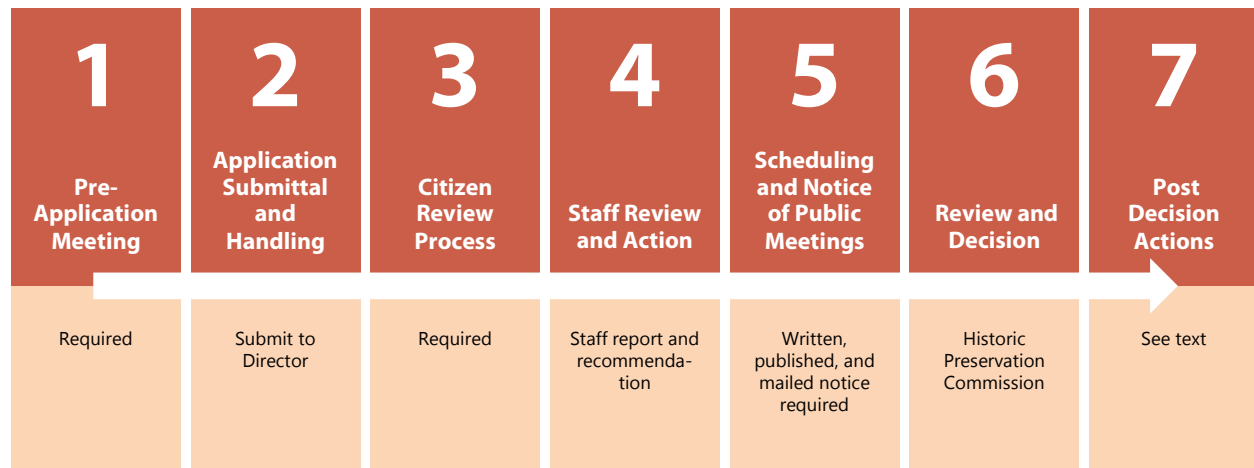 1
Pre-
Application
Meeting
Required
2
Application
Submittal
and
Handling
Submit to
Director
3
Citizen
Review
Process
Required
4
Staff Review
and Action
Staff report and
recommenda-
tion
5
Scheduling
and Notice
of Public
Meetings
Written,
published, and
mailed notice
required
6
Review and
Decision
Historic
Preservation
Commission
7
Post
Decision
Actions
See text